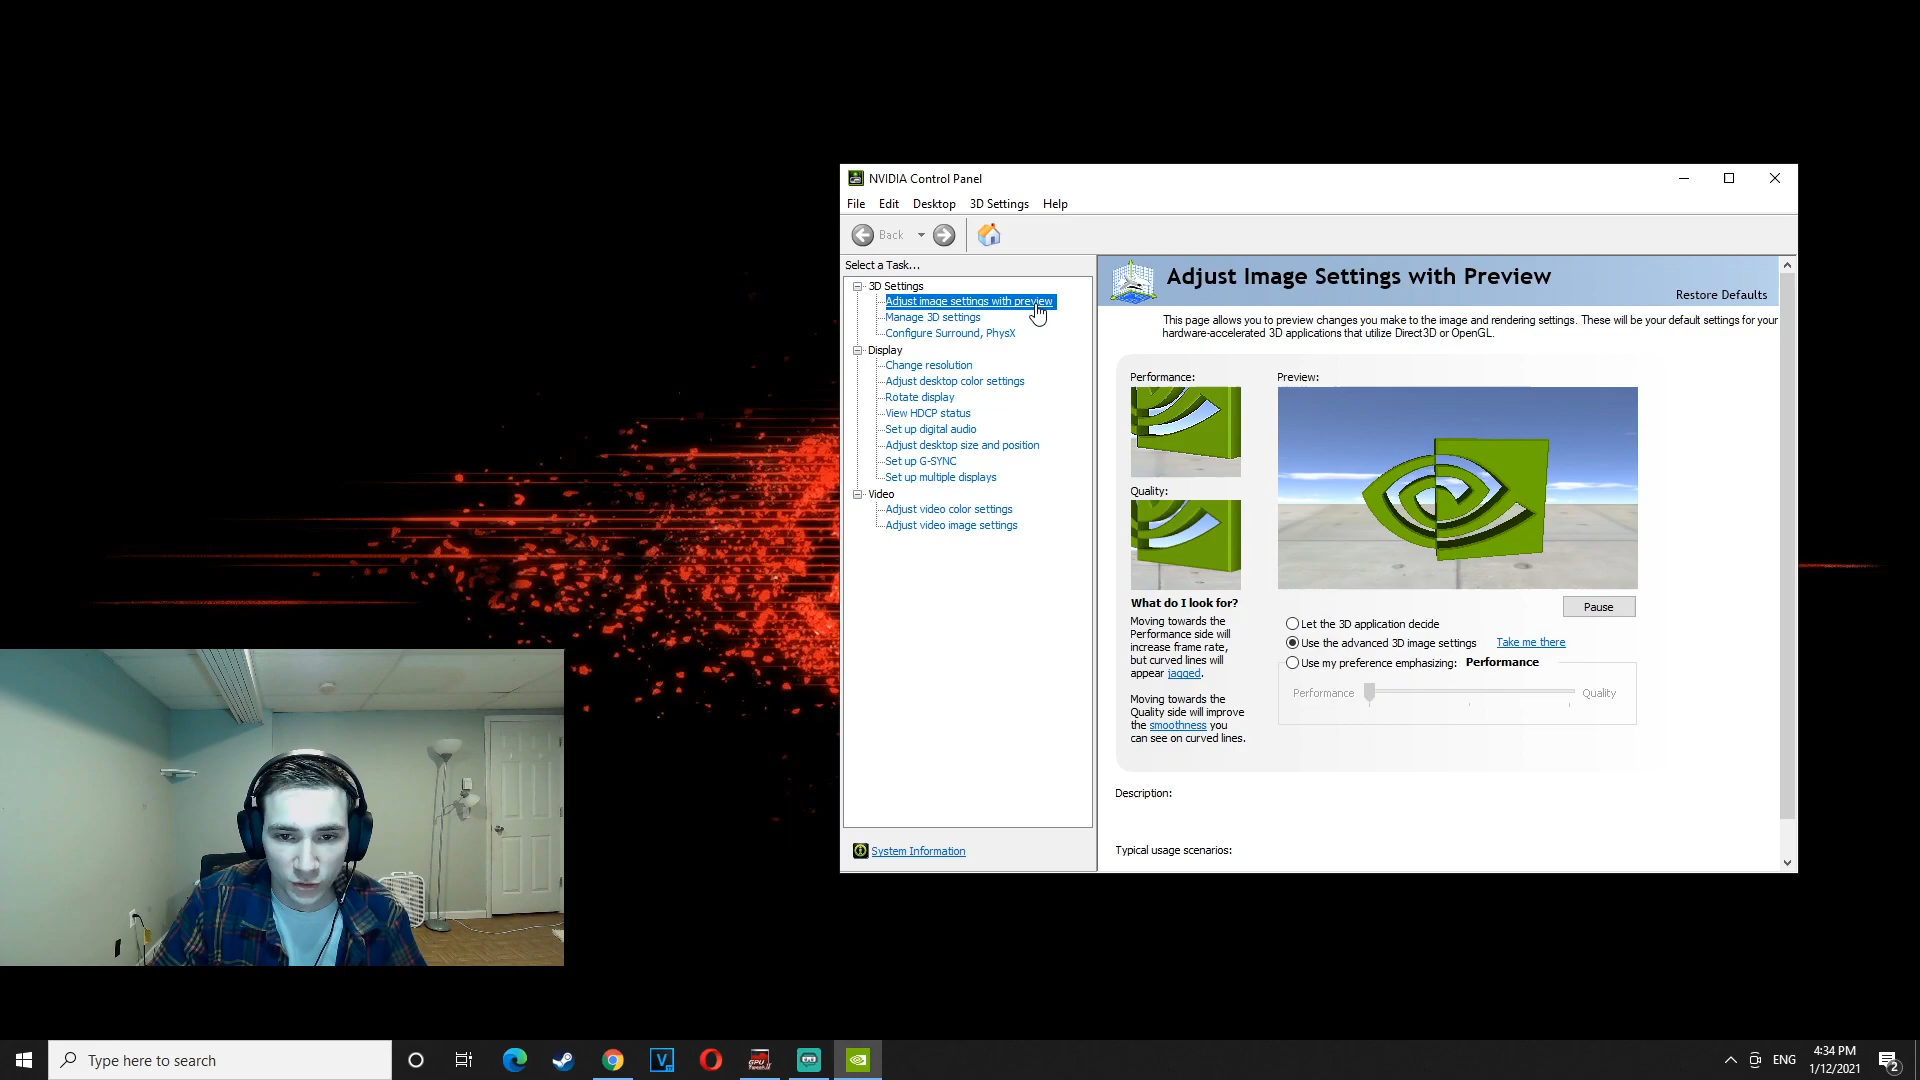 NVIDIA Control Panel
File Edit Desktop 3D Settings Help
Back
Select a Task...
3D Settings
Adjust image settings with preview
Manage 3D settings
Configure Surround, PhysX
Display
Change resolution
Adjust desktop color settings
Rotate display
View HDCP status
Set up digital audio
Adjust desktop size and position
Set up G-SYNC
Set up multiple displays
Video
Adjust video color settings
Adjust video image settings
System Information
Adjust Image Settings with Preview
Restore Defaults
This page allows you to preview changes you make to the image and rendering settings. These will be your default settings for your
hardware-accelerated 3D applications that utilize Direct3D or OpenGL.
Performance:
Quality:
What do I look for?
Moving towards the
Performance side will
increase frame rate,
but curved lines will
appear jagged.
Moving towards the
Quality side will improve
the smoothness you
can see on curved lines.
Preview:
Pause
Let the 3D application decide
Use the advanced 3D image settings Take me there
Use my preference emphasizing: Performance
Performance Quality
Description:
Typical usage scenarios:
Type here to search
V
GPU
ENG
4:34 PM
1/12/2021
2